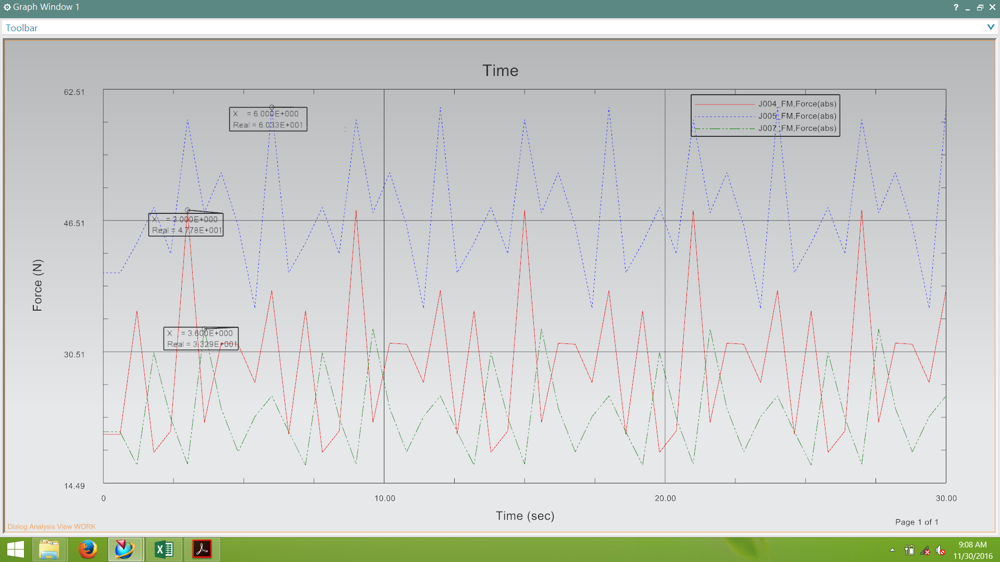 Graph Window 1
Toolbar
Time
62.51
46.51
30.51
14.49
Force (N)
X = 6.000E+000
Real = 6.033E+001
X = 3.000E+000
Real = 4.778E+001
X = 3.600E+000
Real = 3.329E+001
J004_FM,Force(abs)
J005_FM,Force(abs)
J007_FM,Force(abs)
0
10.00
20.00
30.00
Time (sec)
Page 1 of 1
Dialog Analysis View WORK
9:08 AM
11/30/2016